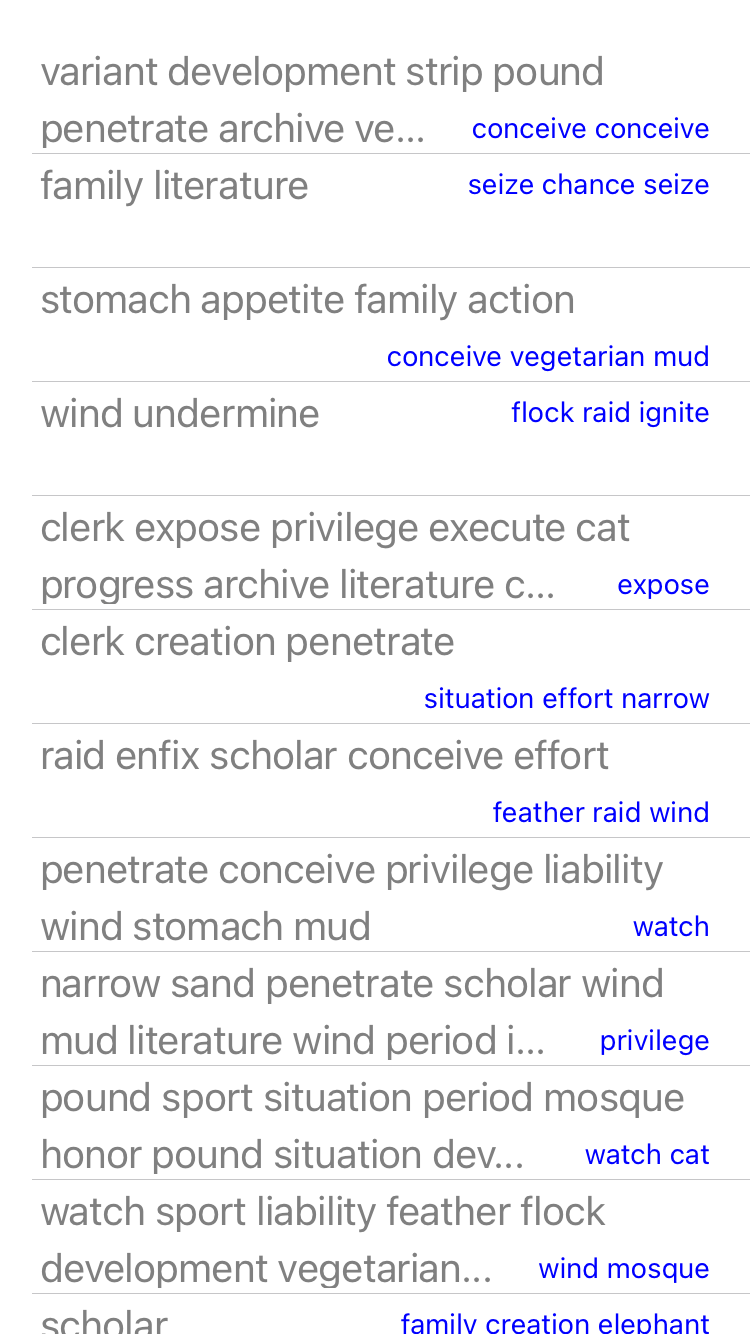 variant development strip pound
penetrate archive ve... conceive conceive
family literature seize chance seize
stomach appetite family action
conceive vegetarian mud
wind undermine flock raid ignite
clerk expose privilege execute cat
progress archive literature c... expose
clerk creation penetrate
situation effort narrow
raid enfix scholar conceive effort
feather raid wind
penetrate conceive privilege liability
wind stomach mud watch
narrow sand penetrate scholar wind
mud literature wind period i... privilege
pound sport situation period mosque
honor pound situation dev... watch cat
watch sport liability feather flock
development vegetarian... wind mosque
scholar family creation elephant